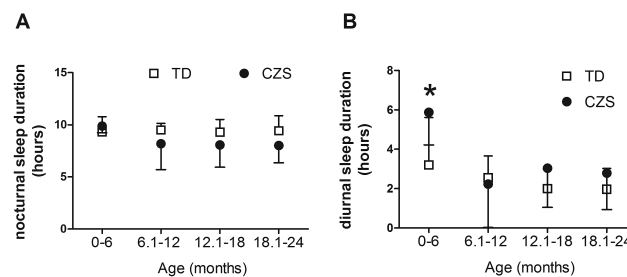 A
TD CZS
nocturnal sleep duration
(hours)
15
10
5
0
0-6 6.1-12 12.1-18 18.1-24
Age (months)
B
TD
CZS
diurnal sleep duration
(hours)
8
6
4
2
0
*
0-6 6.1-12 12.1-18 18.1-24
Age (months)